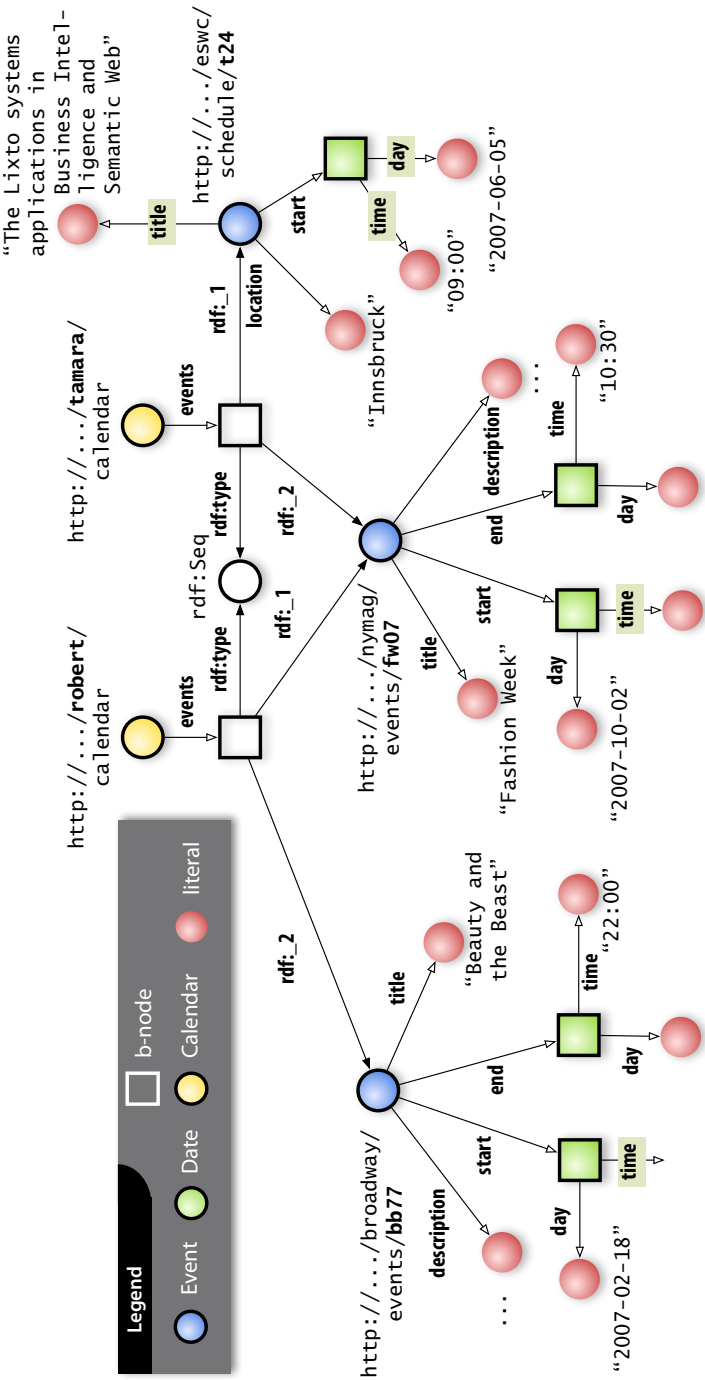 Legend
b-node
Event
Date
Calendar
literal
http://.../robert/
calendar
http://.../tamara/
calendar
"The Lixto systems
applications in
Business Intel-
ligence and
Semantic Web"
events
events
title
rdf:Seq
rdf:type
rdf:type
rdf:_1
location
http://.../eswc/
schedule/t24
rdf:_2
rdf:_1
rdf:_2
start
"Innsbruck"
time
day
"09:00"
"2007-06-05"
http://.../broadway/
events/bb77
title
"Beauty and
the Beast"
http://.../nymag/
events/fw07
title
"Fashion Week"
description
...
description
...
start
end
start
end
day
time
"2007-02-18"
time
day
"22:00"
day
time
"2007-10-02"
time
day
"10:30"